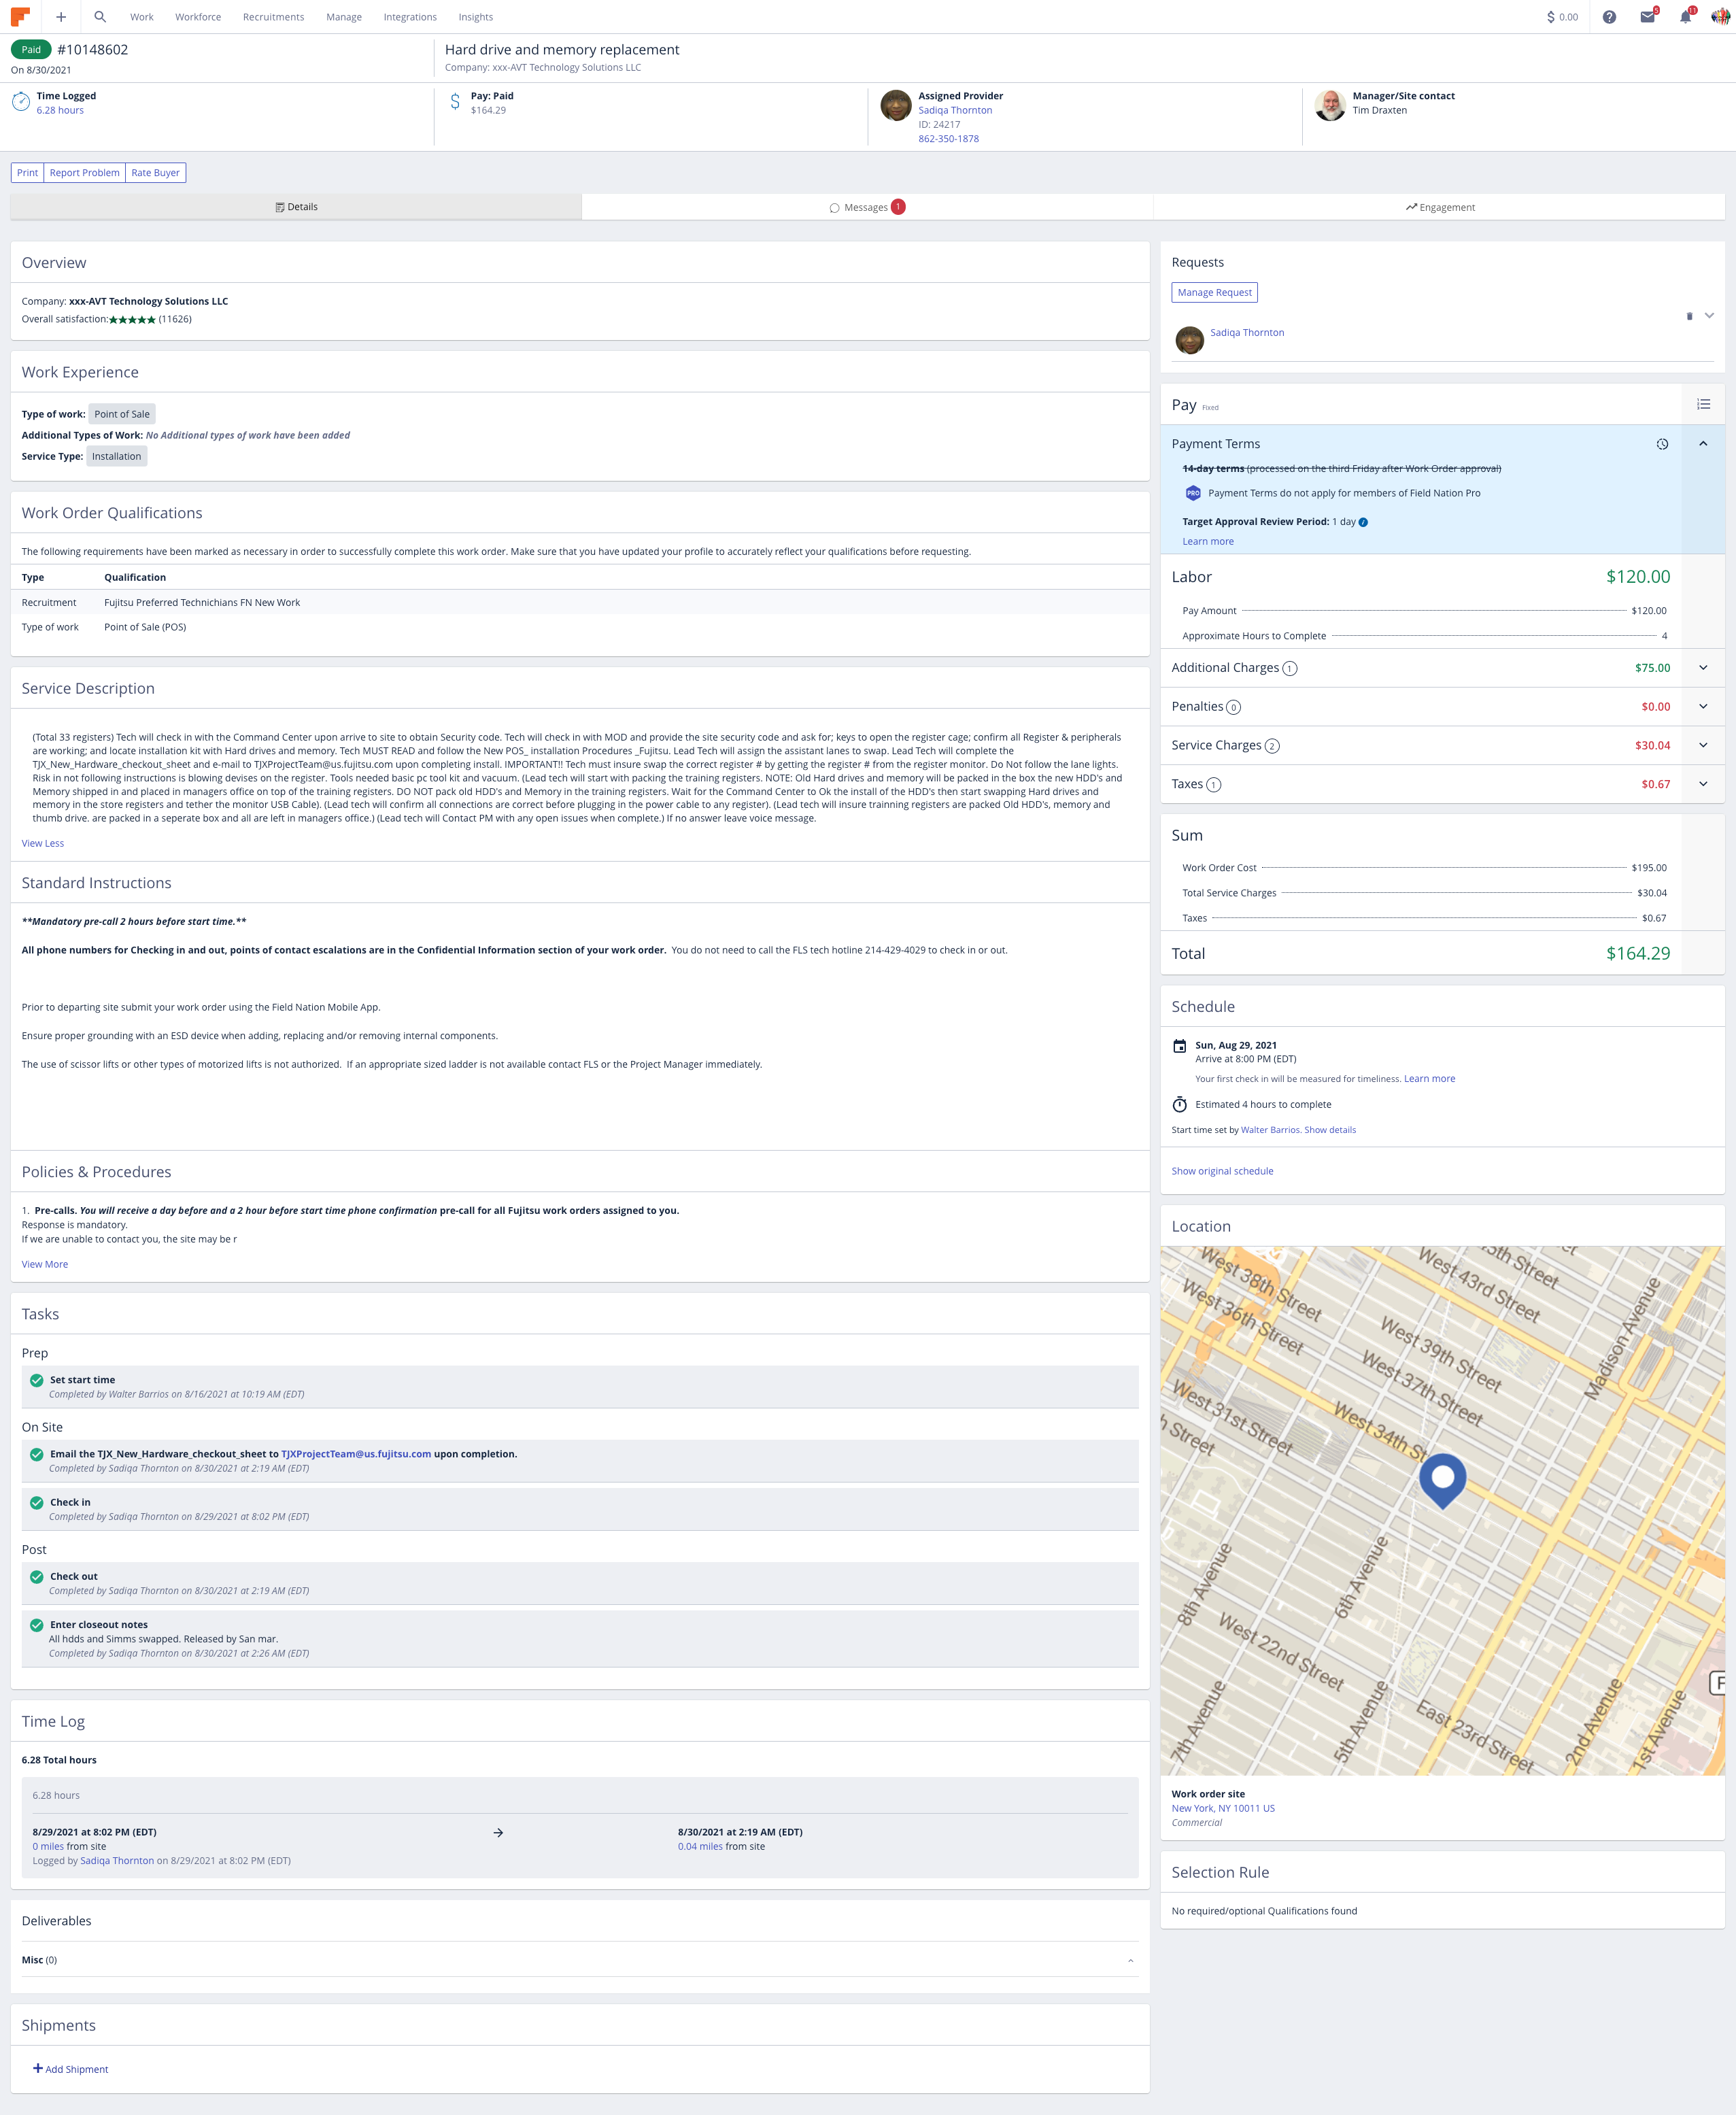 Work Workforce Recruitments Manage Integrations Insights
$ 0.00
5
11
Paid #10148602
On 8/30/2021
Hard drive and memory replacement
Company: xxx-AVT Technology Solutions LLC
Time Logged
6.28 hours
Pay: Paid
$164.29
Assigned Provider
Sadiqa Thornton
ID: 24217
862-350-1878
Manager/Site contact
Tim Draxten
Print Report Problem Rate Buyer
Details
Messages 1
Engagement
Overview
Company: xxx-AVT Technology Solutions LLC
Overall satisfaction:★★★★★ (11626)
Work Experience
Type of work: Point of Sale
Additional Types of Work: No Additional types of work have been added
Service Type: Installation
Work Order Qualifications
The following requirements have been marked as necessary in order to successfully complete this work order. Make sure that you have updated your profile to accurately reflect your qualifications before requesting.
Type Qualification
Recruitment Fujitsu Preferred Technichians FN New Work
Type of work Point of Sale (POS)
Service Description
(Total 33 registers) Tech will check in with the Command Center upon arrive to site to obtain Security code. Tech will check in with MOD and provide the site security code and ask for; keys to open the register cage; confirm all Register & peripherals
are working; and locate installation kit with Hard drives and memory. Tech MUST READ and follow the New POS_ installation Procedures _Fujitsu. Lead Tech will assign the assistant lanes to swap. Lead Tech will complete the
TJX_New_Hardware_checkout_sheet and e-mail to TJXProjectTeam@us.fujitsu.com upon completing install. IMPORTANT!! Tech must insure swap the correct register # by getting the register # from the register monitor. Do Not follow the lane lights.
Risk in not following instructions is blowing devises on the register. Tools needed basic pc tool kit and vacuum. (Lead tech will start with packing the training registers. NOTE: Old Hard drives and memory will be packed in the box the new HDD's and
Memory shipped in and placed in managers office on top of the training registers. DO NOT pack old HDD's and Memory in the training registers. Wait for the Command Center to Ok the install of the HDD's then start swapping Hard drives and
memory in the store registers and tether the monitor USB Cable). (Lead tech will confirm all connections are correct before plugging in the power cable to any register). (Lead tech will insure trainning registers are packed Old HDD's, memory and
thumb drive. are packed in a seperate box and all are left in managers office.) (Lead tech will Contact PM with any open issues when complete.) If no answer leave voice message.
View Less
Standard Instructions
**Mandatory pre-call 2 hours before start time.**
All phone numbers for Checking in and out, points of contact escalations are in the Confidential Information section of your work order. You do not need to call the FLS tech hotline 214-429-4029 to check in or out.
Prior to departing site submit your work order using the Field Nation Mobile App.
Ensure proper grounding with an ESD device when adding, replacing and/or removing internal components.
The use of scissor lifts or other types of motorized lifts is not authorized. If an appropriate sized ladder is not available contact FLS or the Project Manager immediately.
Policies & Procedures
1. Pre-calls. You will receive a day before and a 2 hour before start time phone confirmation pre-call for all Fujitsu work orders assigned to you.
Response is mandatory.
If we are unable to contact you, the site may be r
View More
Tasks
Prep
Set start time
Completed by Walter Barrios on 8/16/2021 at 10:19 AM (EDT)
On Site
Email the TJX_New_Hardware_checkout_sheet to TJXProjectTeam@us.fujitsu.com upon completion.
Completed by Sadiqa Thornton on 8/30/2021 at 2:19 AM (EDT)
Check in
Completed by Sadiqa Thornton on 8/29/2021 at 8:02 PM (EDT)
Post
Check out
Completed by Sadiqa Thornton on 8/30/2021 at 2:19 AM (EDT)
Enter closeout notes
All hdds and Simms swapped. Released by San mar.
Completed by Sadiqa Thornton on 8/30/2021 at 2:26 AM (EDT)
Time Log
6.28 Total hours
6.28 hours
8/29/2021 at 8:02 PM (EDT)
0 miles from site
Logged by Sadiqa Thornton on 8/29/2021 at 8:02 PM (EDT)
8/30/2021 at 2:19 AM (EDT)
0.04 miles from site
Deliverables
Misc (0)
Shipments
+ Add Shipment
Requests
Manage Request
Sadiqa Thornton
Pay Fixed
Payment Terms
14-day terms (processed on the third Friday after Work Order approval)
PRO Payment Terms do not apply for members of Field Nation Pro
Target Approval Review Period: 1 day
Learn more
Labor $120.00
Pay Amount $120.00
Approximate Hours to Complete 4
Additional Charges 1 $75.00
Penalties 0 $0.00
Service Charges 2 $30.04
Taxes 1 $0.67
Sum
Work Order Cost $195.00
Total Service Charges $30.04
Taxes $0.67
Total $164.29
Schedule
Sun, Aug 29, 2021
Arrive at 8:00 PM (EDT)
Your first check in will be measured for timeliness. Learn more
Estimated 4 hours to complete
Start time set by Walter Barrios. Show details
Show original schedule
Location
West 38th Street
West 36th Street
West 43rd Street
Street
West 39th Street
West 37th Street
West 34th Street
West 31st Street
Street
Madison Avenue
8th Avenue
6th Avenue
West 22nd Street
7th Avenue
5th Avenue
East 23rd Street
2nd Avenue
1st Avenue
F
Work order site
New York, NY 10011 US
Commercial
Selection Rule
No required/optional Qualifications found